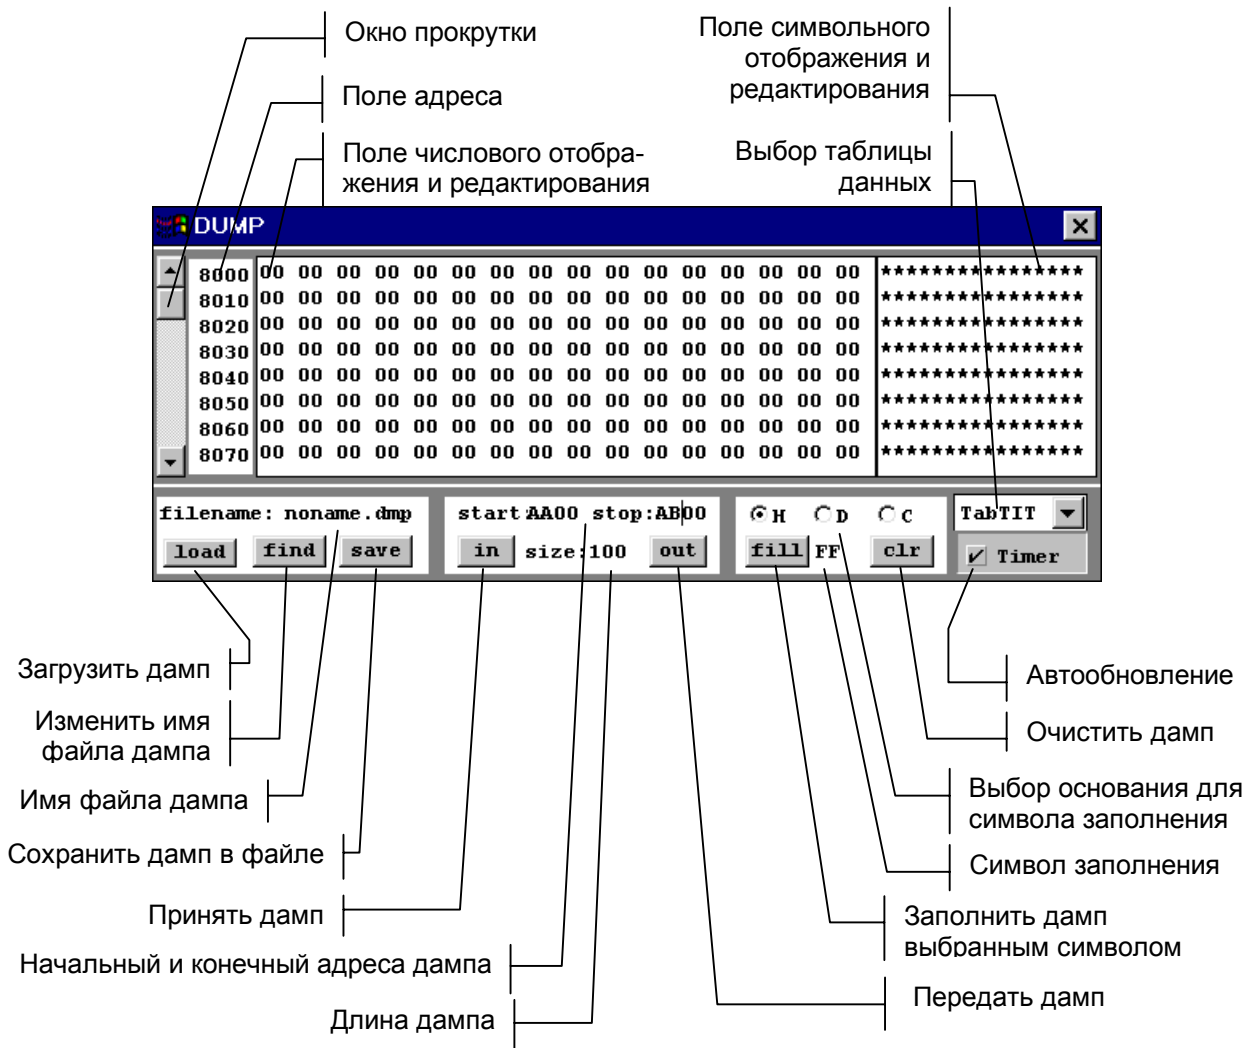 Окно прокрутки
Поле символьного
отображения и
редактирования
Поле адреса
Поле числового отобра-
жения и редактирования
Выбор таблицы
данных
DUMP
8000 00 00 00 00 00 00 00 00 00 00 00 00 00 00 00 00 ****************
8010 00 00 00 00 00 00 00 00 00 00 00 00 00 00 00 00 ****************
8020 00 00 00 00 00 00 00 00 00 00 00 00 00 00 00 00 ****************
8030 00 00 00 00 00 00 00 00 00 00 00 00 00 00 00 00 ****************
8040 00 00 00 00 00 00 00 00 00 00 00 00 00 00 00 00 ****************
8050 00 00 00 00 00 00 00 00 00 00 00 00 00 00 00 00 ****************
8060 00 00 00 00 00 00 00 00 00 00 00 00 00 00 00 00 ****************
8070 00 00 00 00 00 00 00 00 00 00 00 00 00 00 00 00 ****************
filename: noname.dmp start:AA00 stop:AB00 H D C TabTIT
load find save in size:100 out fill FF clr Timer
Загрузить дамп
Автообновление
Изменить имя
файла дампа
Очистить дамп
Имя файла дампа
Выбор основания для
символа заполнения
Сохранить дамп в файле
Символ заполнения
Принять дамп
Заполнить дамп
выбранным символом
Начальный и конечный адреса дампа
Передать дамп
Длина дампа